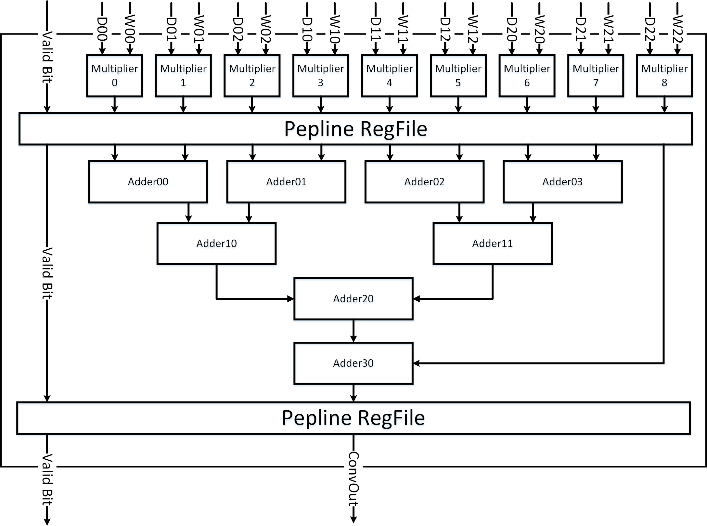 Valid Bit
D00
W00
D01
W01
D02
W02
D10
W10
D11
W11
D12
W12
D20
W20
D21
W21
D22
W22
Multiplier
0
Multiplier
1
Multiplier
2
Multiplier
3
Multiplier
4
Multiplier
5
Multiplier
6
Multiplier
7
Multiplier
8
Pepline RegFile
Adder00
Adder01
Adder02
Adder03
Adder10
Adder11
Valid Bit
Adder20
Adder30
Pepline RegFile
Valid Bit
ConvOut